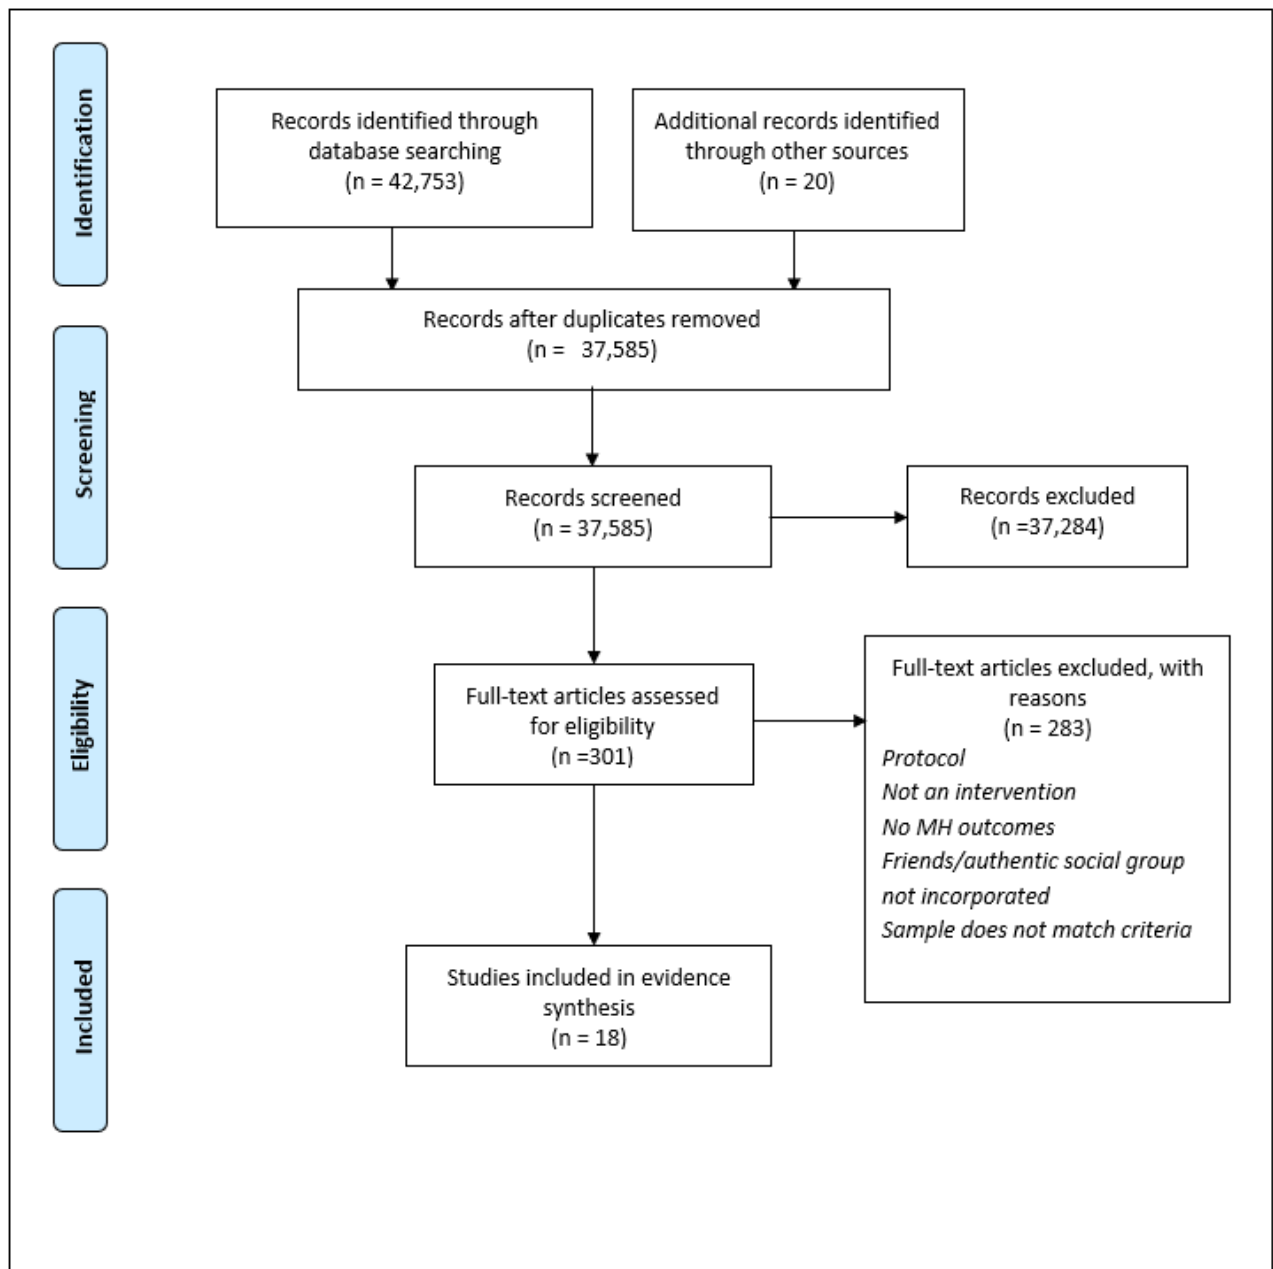 Identification
Records identified through
database searching
(n = 42,753)
Additional records identified
through other sources
(n = 20)
Records after duplicates removed
(n =   37,585)
Screening
Records screened
(n = 37,585)
Records excluded
(n =37,284)
Eligibility
Full-text articles assessed
for eligibility
(n =301)
Full-text articles excluded, with
reasons
(n = 283)
Protocol
Not an intervention
No MH outcomes
Friends/authentic social group
not incorporated
Sample does not match criteria
Included
Studies included in evidence
synthesis
(n = 18)